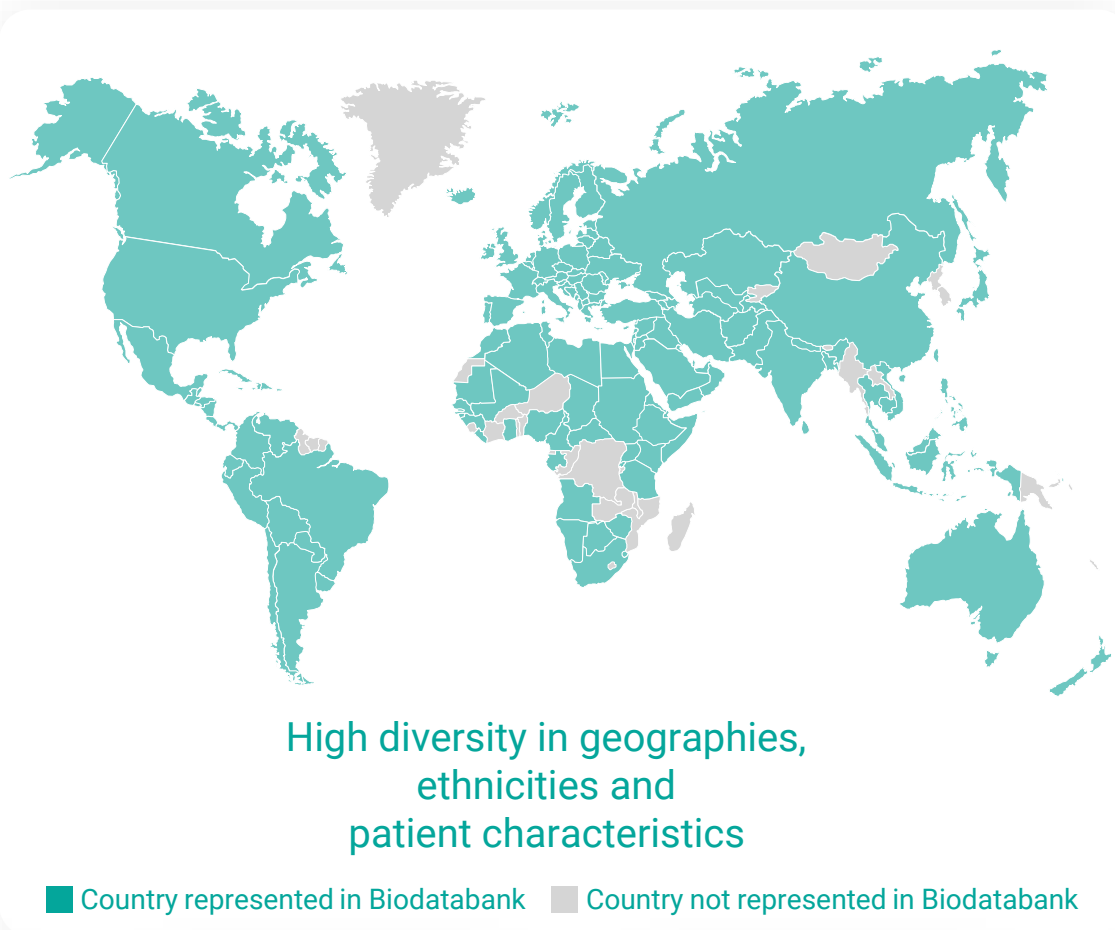 High diversity in geographies,
ethnicities and
patient characteristics
Country represented in Biodatabank
Country not represented in Biodatabank